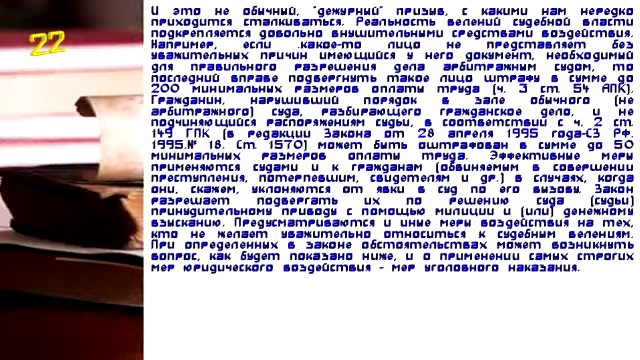 22
И это не обычный, "дежурный" призыв, с какими нам нередко
приходится сталкиваться. Реальность велений судебной власти
подкрепляется довольно внушительными средствами воздействия.
Например, если какое-то лицо не представляет без
уважительных причин имеющийся у него документ, необходимый
для правильного разрешения дела арбитражным судом, то
последний вправе подвергнуть такое лицо штрафу в сумме до
200 минимальных размеров оплаты труда (ч. 3 ст. 54 АПК).
Гражданин, нарушивший порядок в зале обычного (не
арбитражного) суда, разбирающего гражданское дело, и не
подчиняющийся распоряжениям судьи, в соответствии с ч. 2 ст.
149 ГПК (в редакции Закона от 28 апреля 1995 года-СЗ РФ.
1995.№ 18. Ст. 1570) может быть оштрафован в сумме до 50
минимальных размеров оплаты труда. Эффективные меры
применяются судами и к гражданам (обвиняемым в совершении
преступления, потерпевшим, свидетелям и др.) в случаях, когда
они, скажем, уклоняются от явки в суд по его вызову. Закон
разрешает подвергать их по решению суда (судьи)
принудительному приводу с помощью милиции и (или) денежному
взысканию. Предусматриваются и иные меры воздействия на тех,
кто не желает уважительно относиться к судебным велениям.
При определенных в законе обстоятельствах может возникнуть
вопрос, как будет показано ниже, и о применении самых строгих
мер юридического воздействия - мер уголовного наказания.